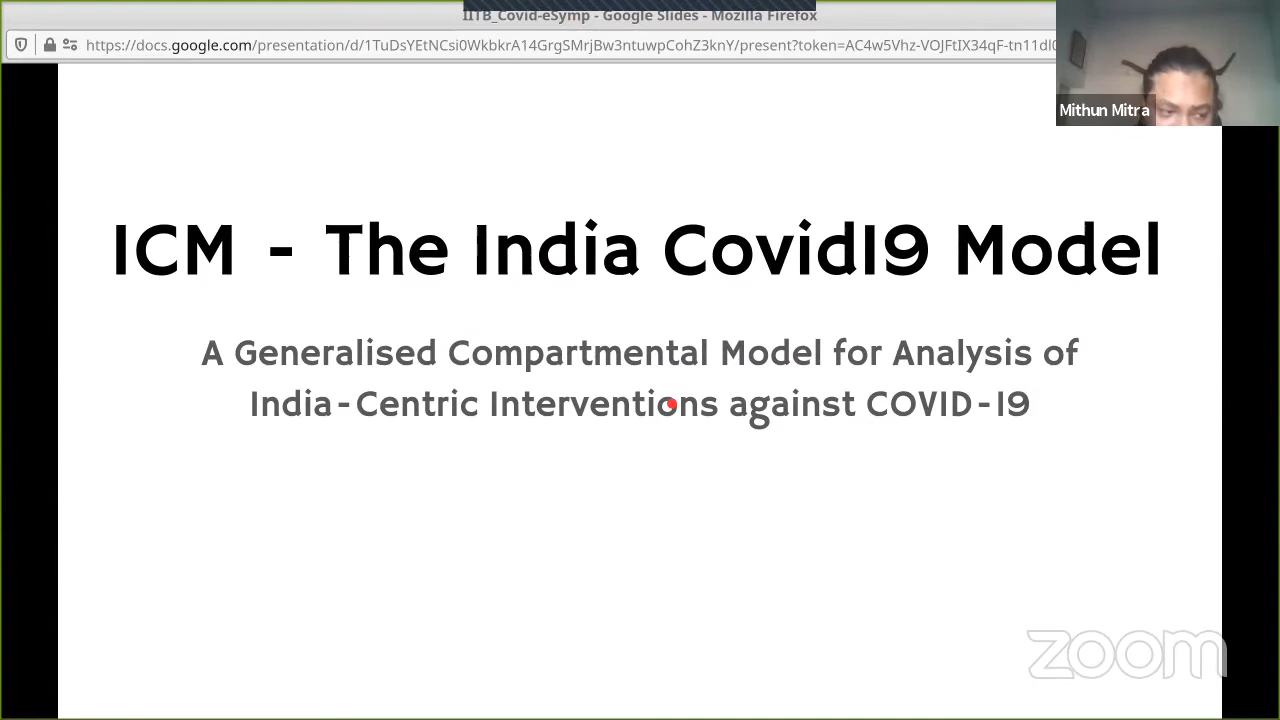 IITB_Covid-eSymp - Google Slides - Mozilla Firefox
https://docs.google.com/presentation/d/1TuDsYEtNCsi0WkbkrA14GrgSMrjBw3ntuwpCohZ3knY/present?token=AC4w5Vhz-VOJFtIX34qF-tn11dI0
Mithun Mitra
ICM - The India Covid19 Model
A Generalised Compartmental Model for Analysis of
India-Centric Interventions against COVID-19
zoom